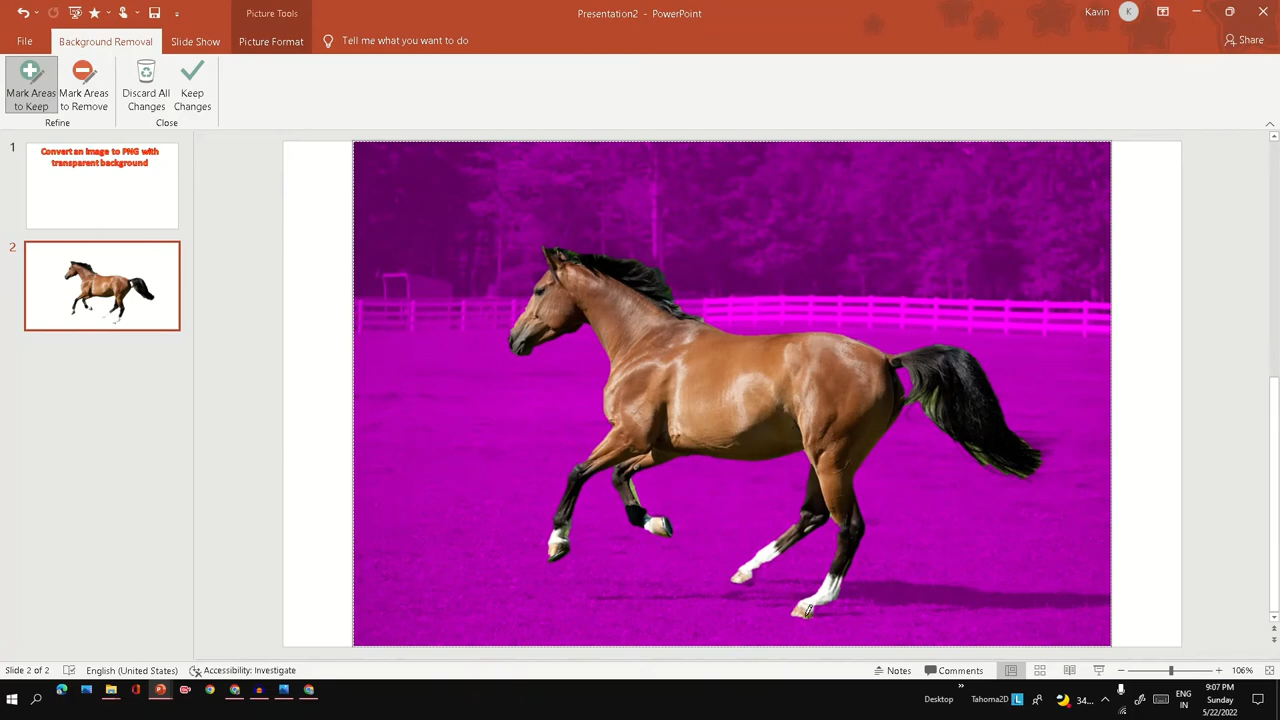 Picture Tools
Presentation2 - PowerPoint
Kavin
K
File
Background Removal
Slide Show
Picture Format
Tell me what you want to do
Share
Mark Areas to Keep
Mark Areas to Remove
Discard All Changes
Keep Changes
Refine
Close
1
Convert an image to PNG with
transparent background
2
Slide 2 of 2
English (United States)
Accessibility: Investigate
Notes
Comments
106%
Desktop
»
Tahoma2D
L
34...
ENG
IN
9:07 PM
Sunday
5/22/2022